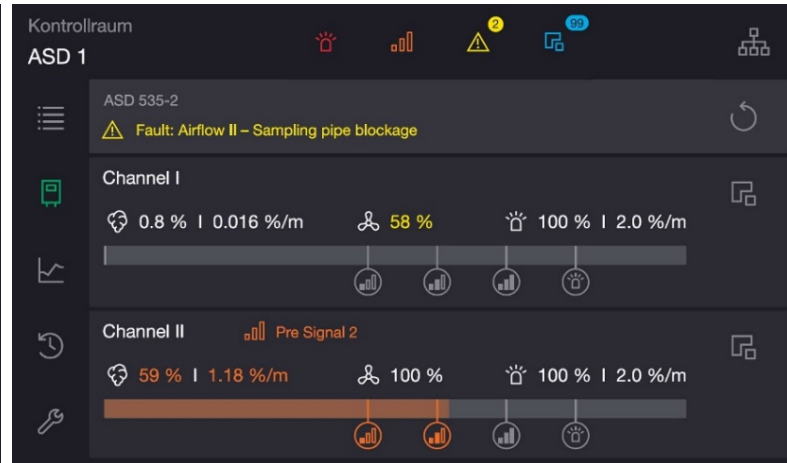 Kontrollraum
ASD 1
2
99
ASD 535-2
Fault: Airflow II – Sampling pipe blockage
Channel I
0.8 % I 0.016 %/m
58 %
100 % I 2.0 %/m
Channel II
Pre Signal 2
59 % I 1.18 %/m
100 %
100 % I 2.0 %/m